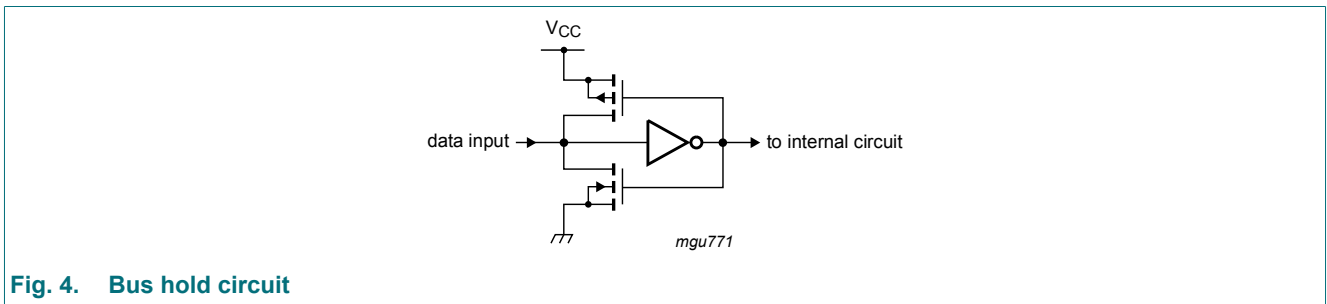 VCC
data input
to internal circuit
mgu771
Fig. 4. Bus hold circuit